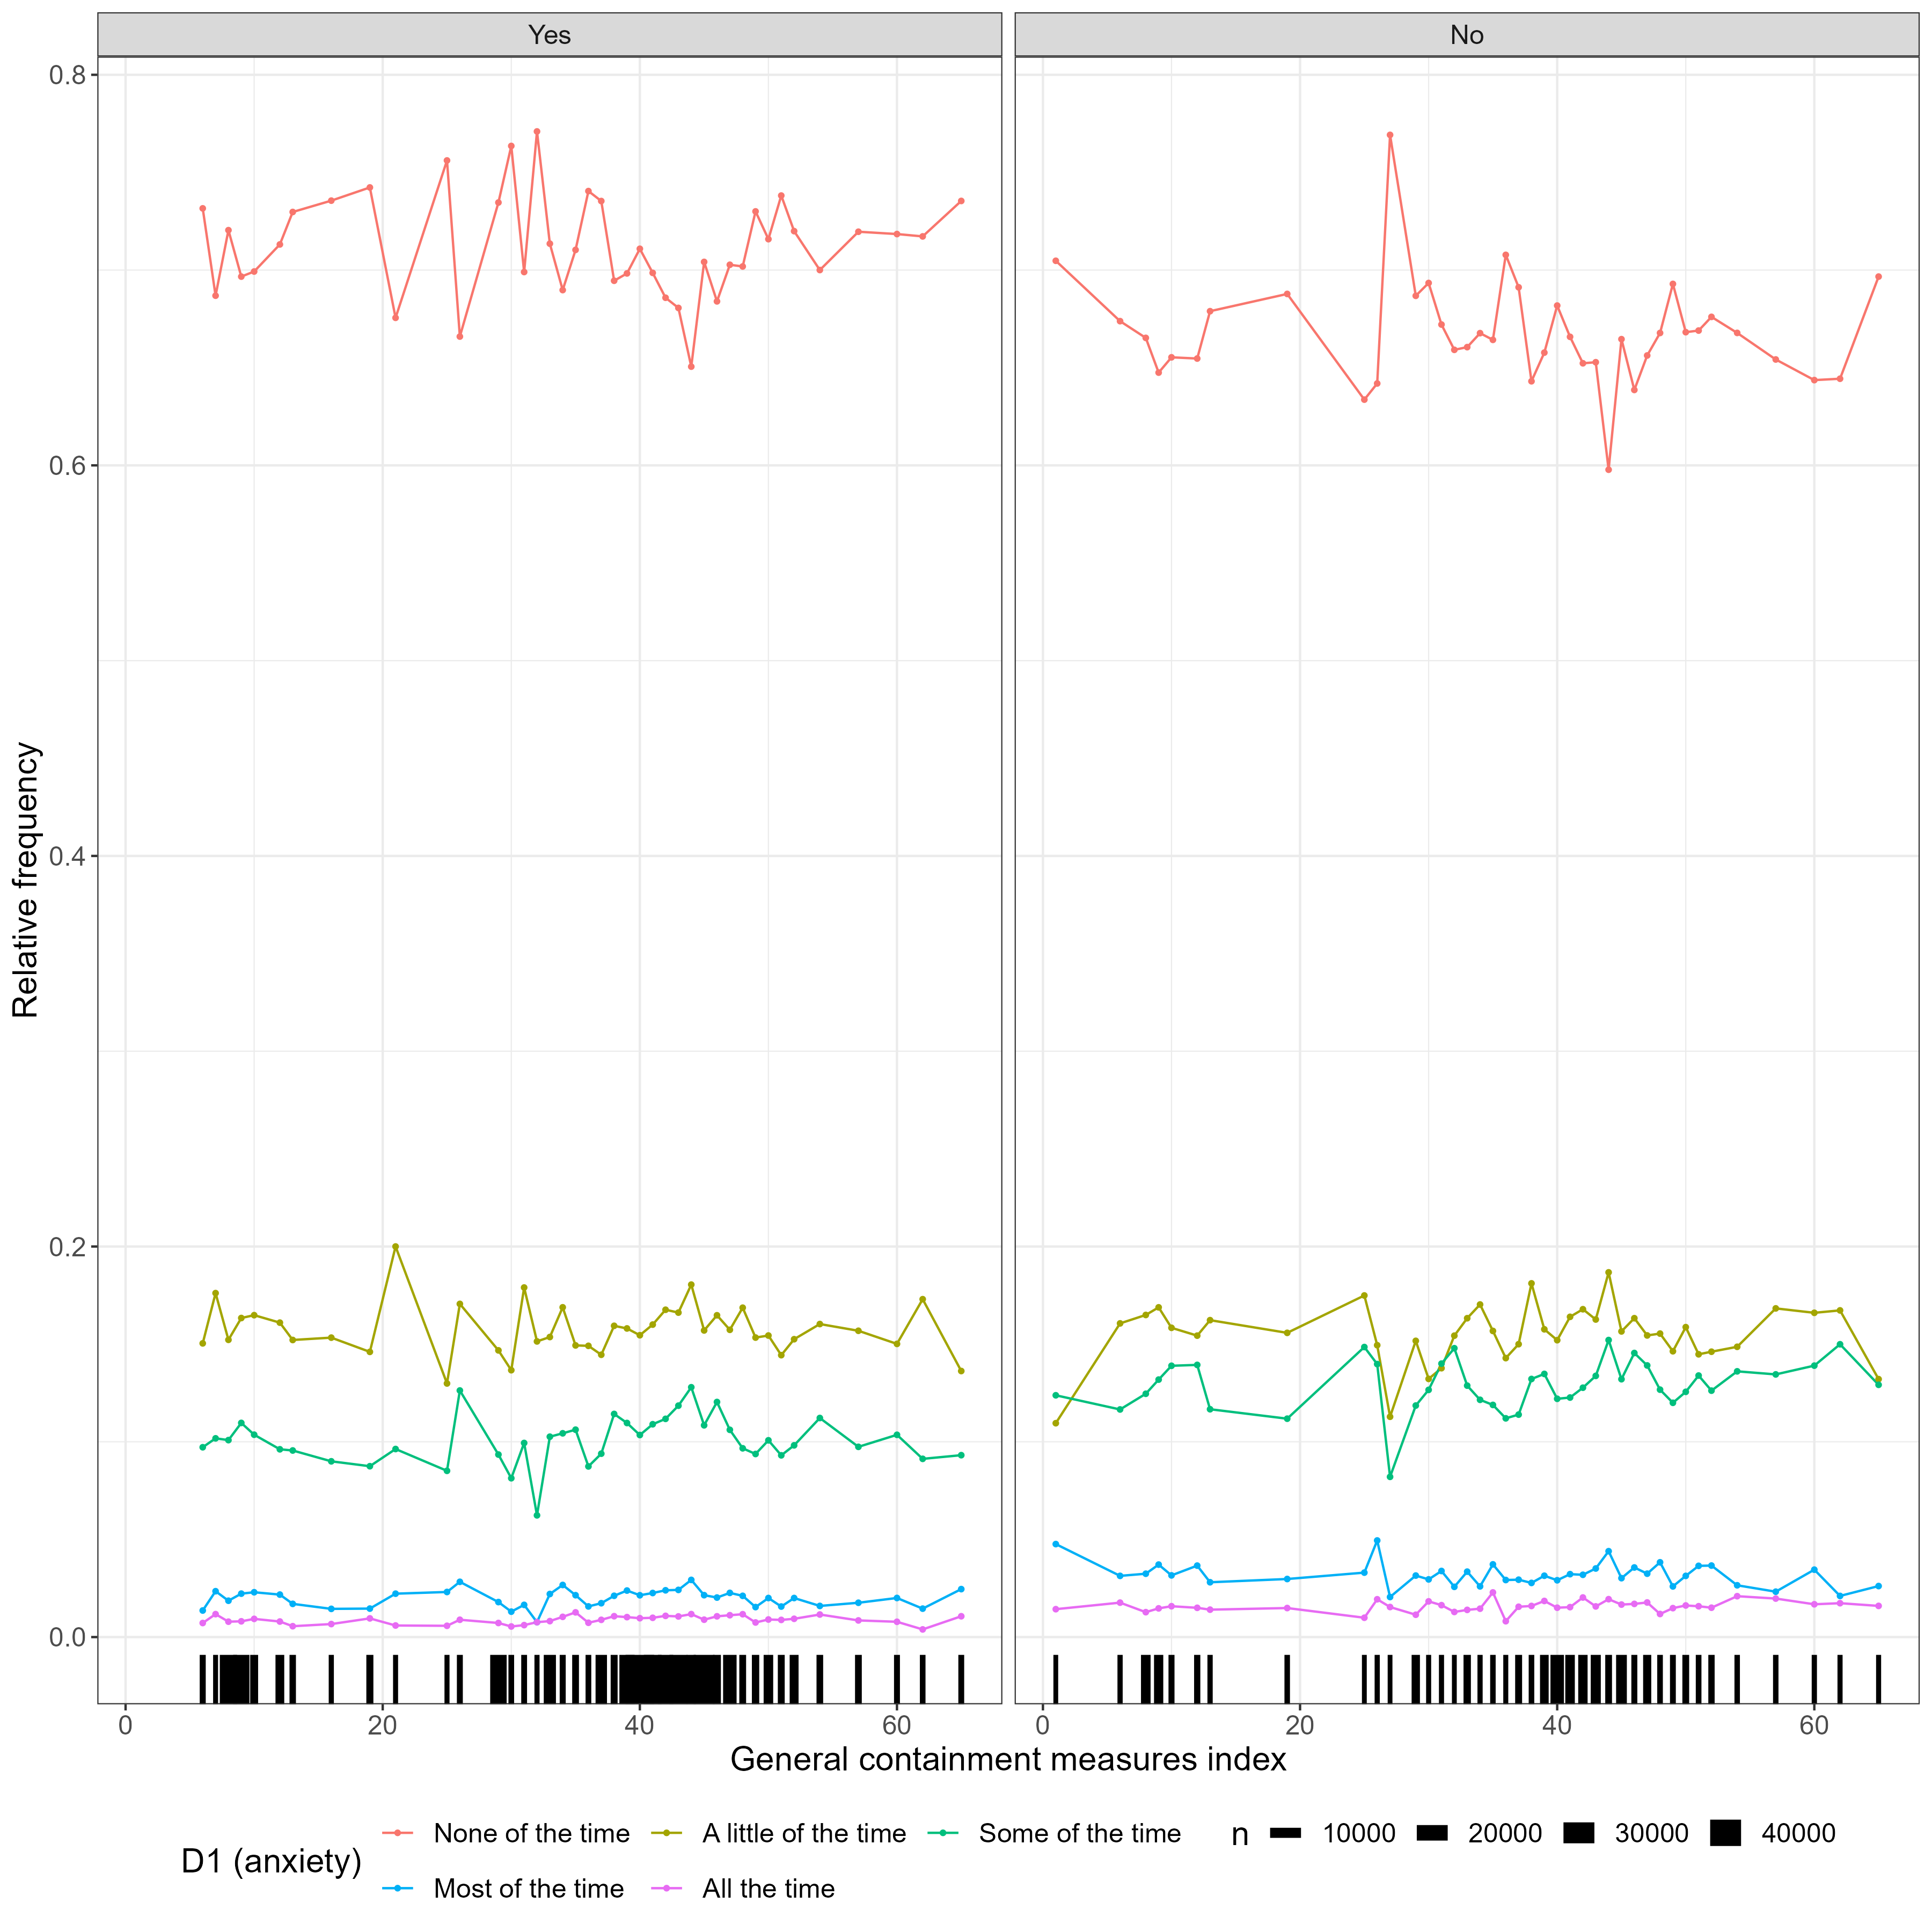 Yes
No
0.8
0.6
0.4
0.2
0.0
Relative frequency
0
20
40
60
0
20
40
60
General containment measures index
D1 (anxiety)
None of the time
A little of the time
Some of the time
Most of the time
All the time
n
10000
20000
30000
40000